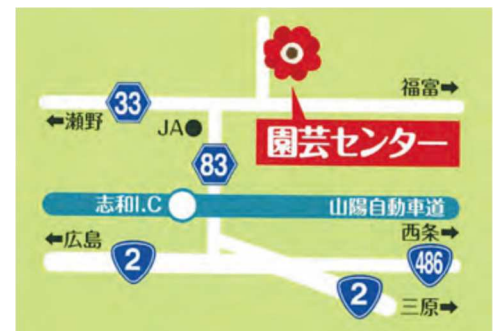 福富➡
33
⬅瀬野
JA●
園芸センター
83
志和I.C
山陽自動車道
⬅広島
西条➡
2
486
2
三原➡